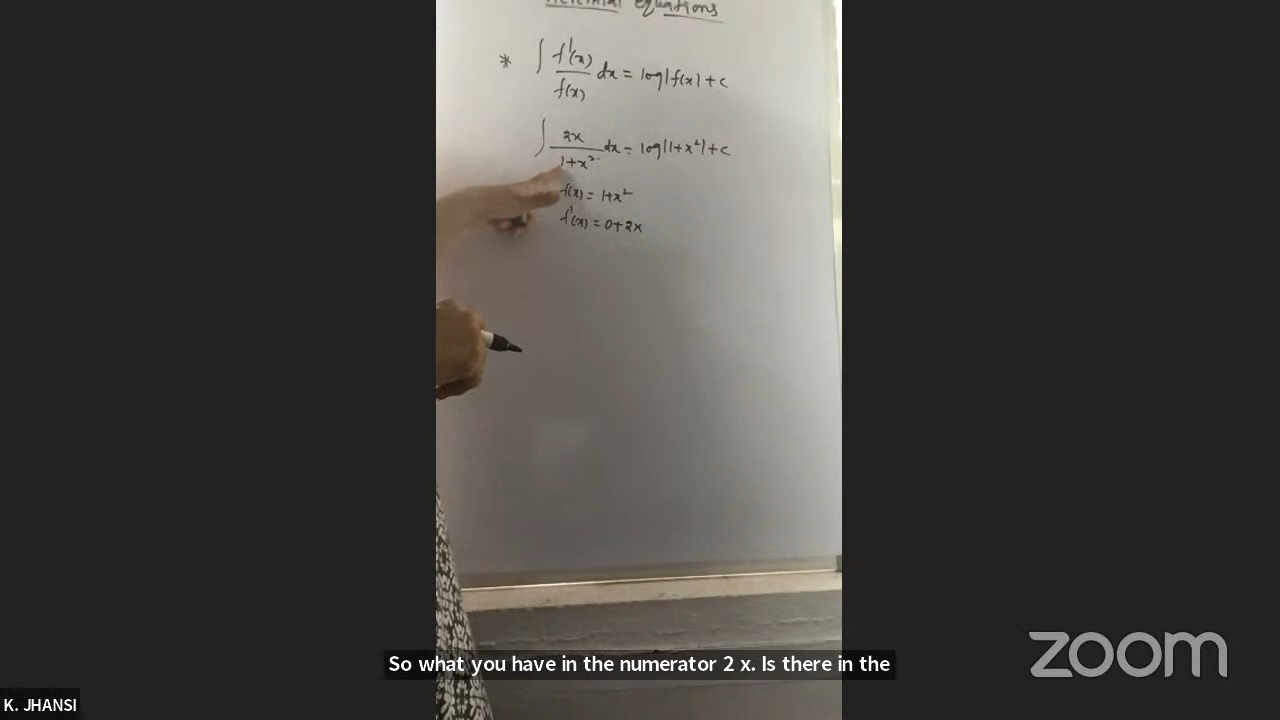 equations
* ∫ f'(x)/f(x) dx = log|f(x)|+c
∫ 2x/1+x² dx = log|1+x²|+c
f(x) = 1+x²
f'(x) = 0+2x
So what you have in the numerator 2 x. Is there in the
zoom
K. JHANSI